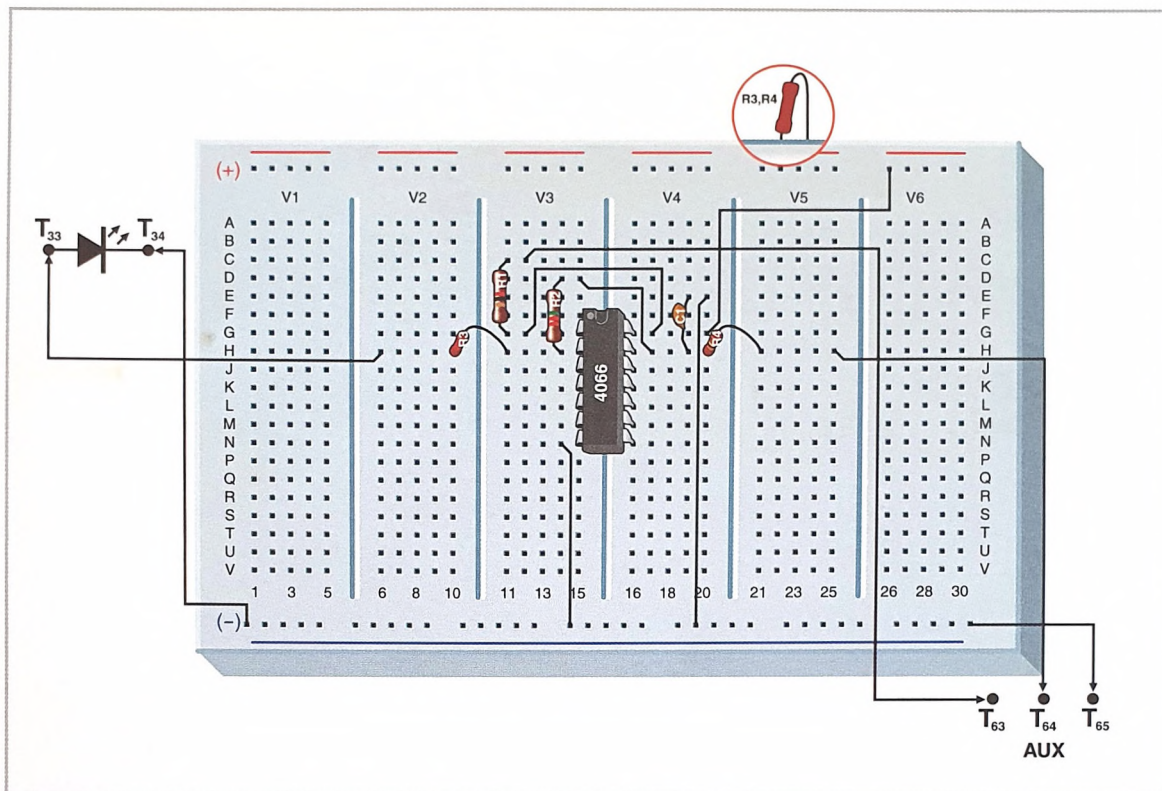 R3,R4
(+)
V1 V2 V3 V4 V5 V6
A A
B B
C C
D D
E E
F F
G G
H H
J J
K K
L L
M M
N N
P P
Q Q
R R
S S
T T
U U
V V
T33 T34
R1
R2
R3
C1
R4
4066
1 3 5 6 8 10 11 13 15 16 18 20 21 23 25 26 28 30
(−)
T63 T64 T65
AUX